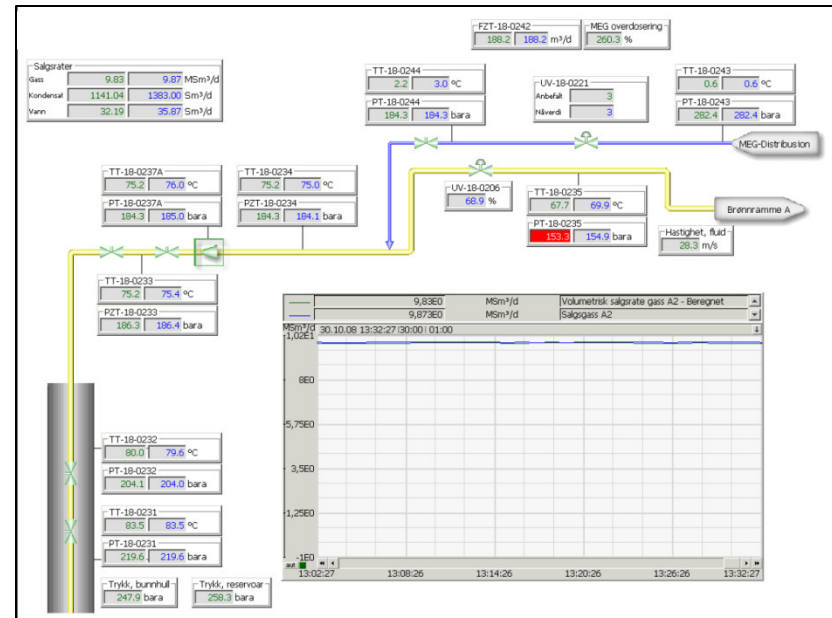 FZT-18-0242
188.2 188.2 m³/d
MEG overdosering
260.3 %
Salgsrater
Gass 9.83 9.87 MSm³/d
Kondensat 1141.04 1383.00 Sm³/d
Vann 32.19 35.87 Sm³/d
TT-18-0244
2.2 3.0 ºC
PT-18-0244
184.3 184.3 bara
UV-18-0221
Anbefalt 3
Nåverdi 3
TT-18-0243
0.6 0.6 ºC
PT-18-0243
282.4 282.4 bara
MEG-Distribusion
TT-18-0237A
75.2 76.0 ºC
PT-18-0237A
184.3 185.0 bara
TT-18-0234
75.2 75.0 ºC
PZT-18-0234
184.3 184.1 bara
UV-18-0206
68.9 %
TT-18-0235
67.7 69.9 ºC
PT-18-0235
153.3 154.9 bara
Brønnramme A
Hastighet, fluid
28.3 m/s
TT-18-0233
75.2 75.4 ºC
PZT-18-0233
186.3 186.4 bara
9,83E0 MSm³/d Volumetrisk salgsrate gass A2 - Beregnet
9,873E0 MSm³/d Salgsgass A2
MSm³/d 30.10.08 13:32:27 |30:00 | 01:00
1,02E1
8E0
5,75E0
3,5E0
1,25E0
-1E0
aut
13:02:27 13:08:26 13:14:26 13:20:26 13:26:26 13:32:27
TT-18-0232
80.0 79.6 ºC
PT-18-0232
204.1 204.0 bara
TT-18-0231
83.5 83.5 ºC
PT-18-0231
219.6 219.6 bara
Trykk, bunnhull
247.9 bara
Trykk, reservoar
258.3 bara